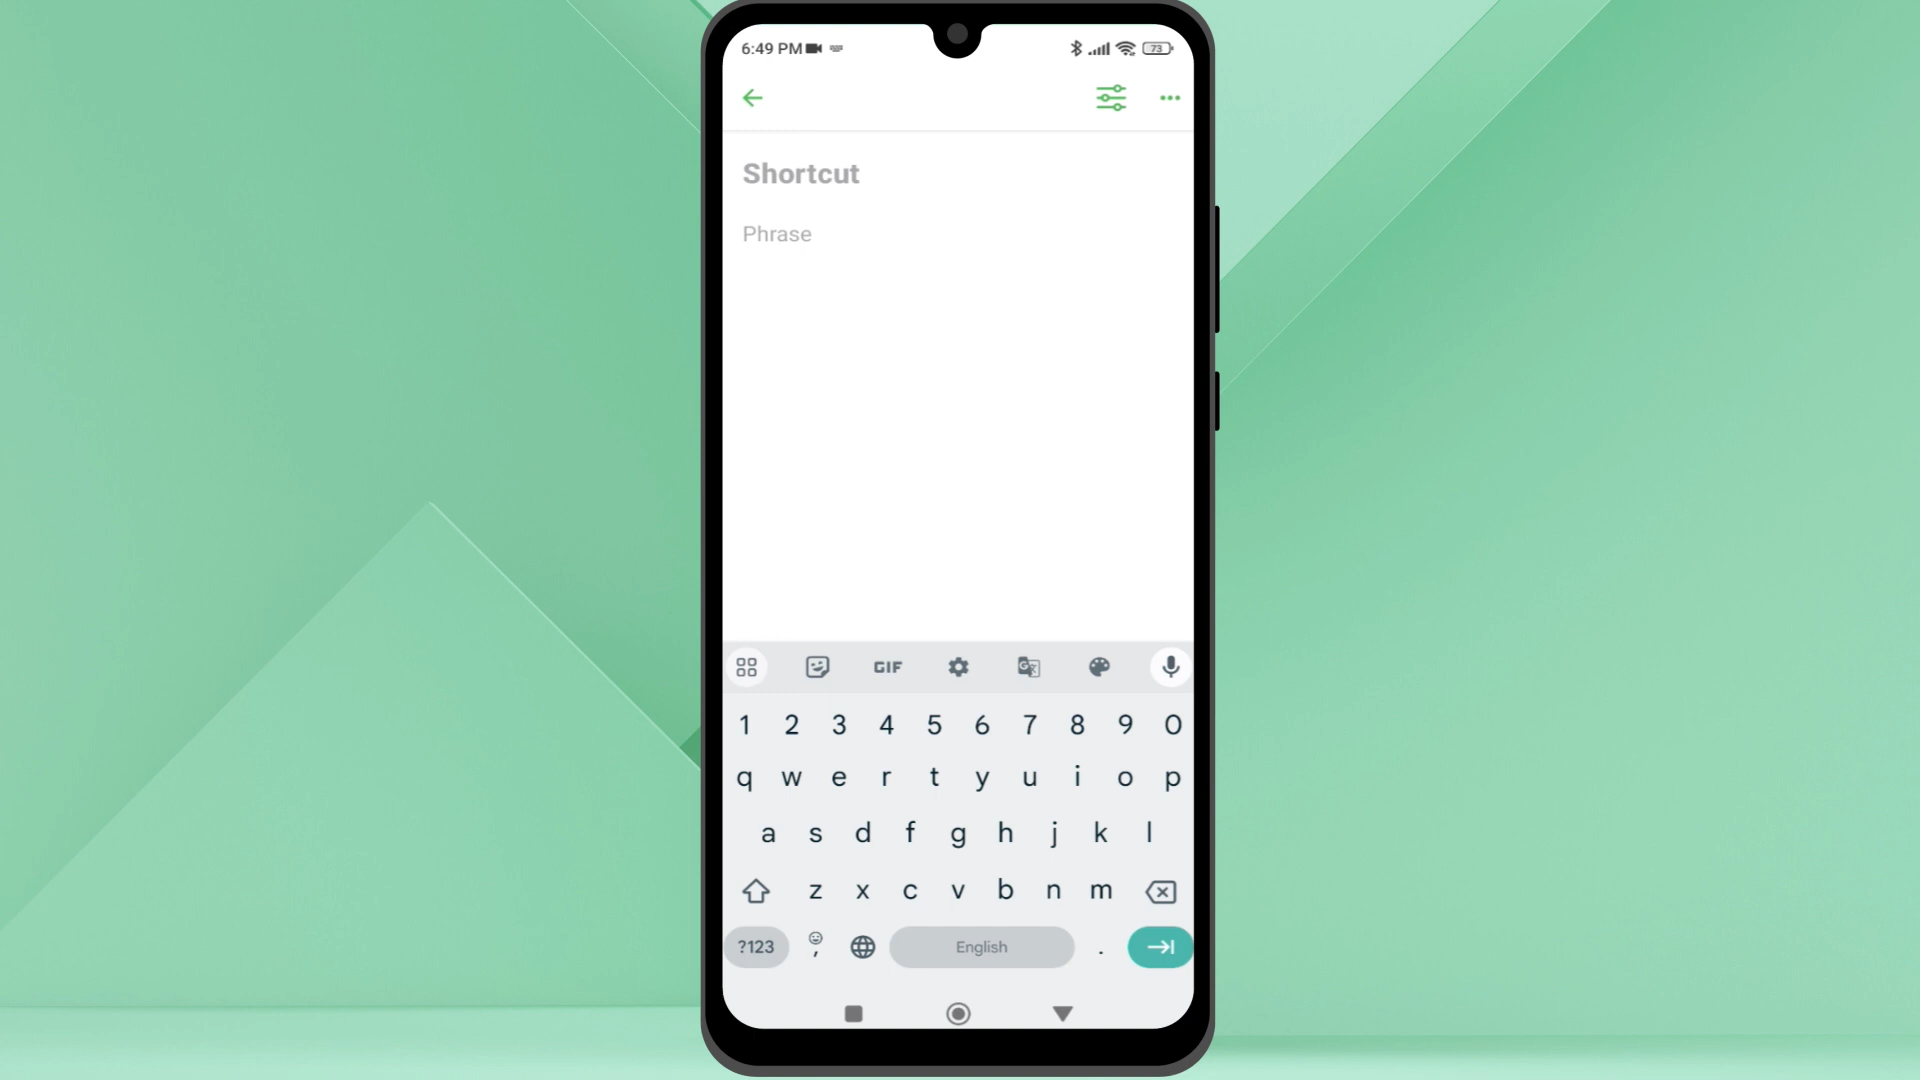 6:49 PM
73
Shortcut
Phrase
GIF
1 2 3 4 5 6 7 8 9 0
q w e r t y u i o p
a s d f g h j k l
z x c v b n m
?123 , English .